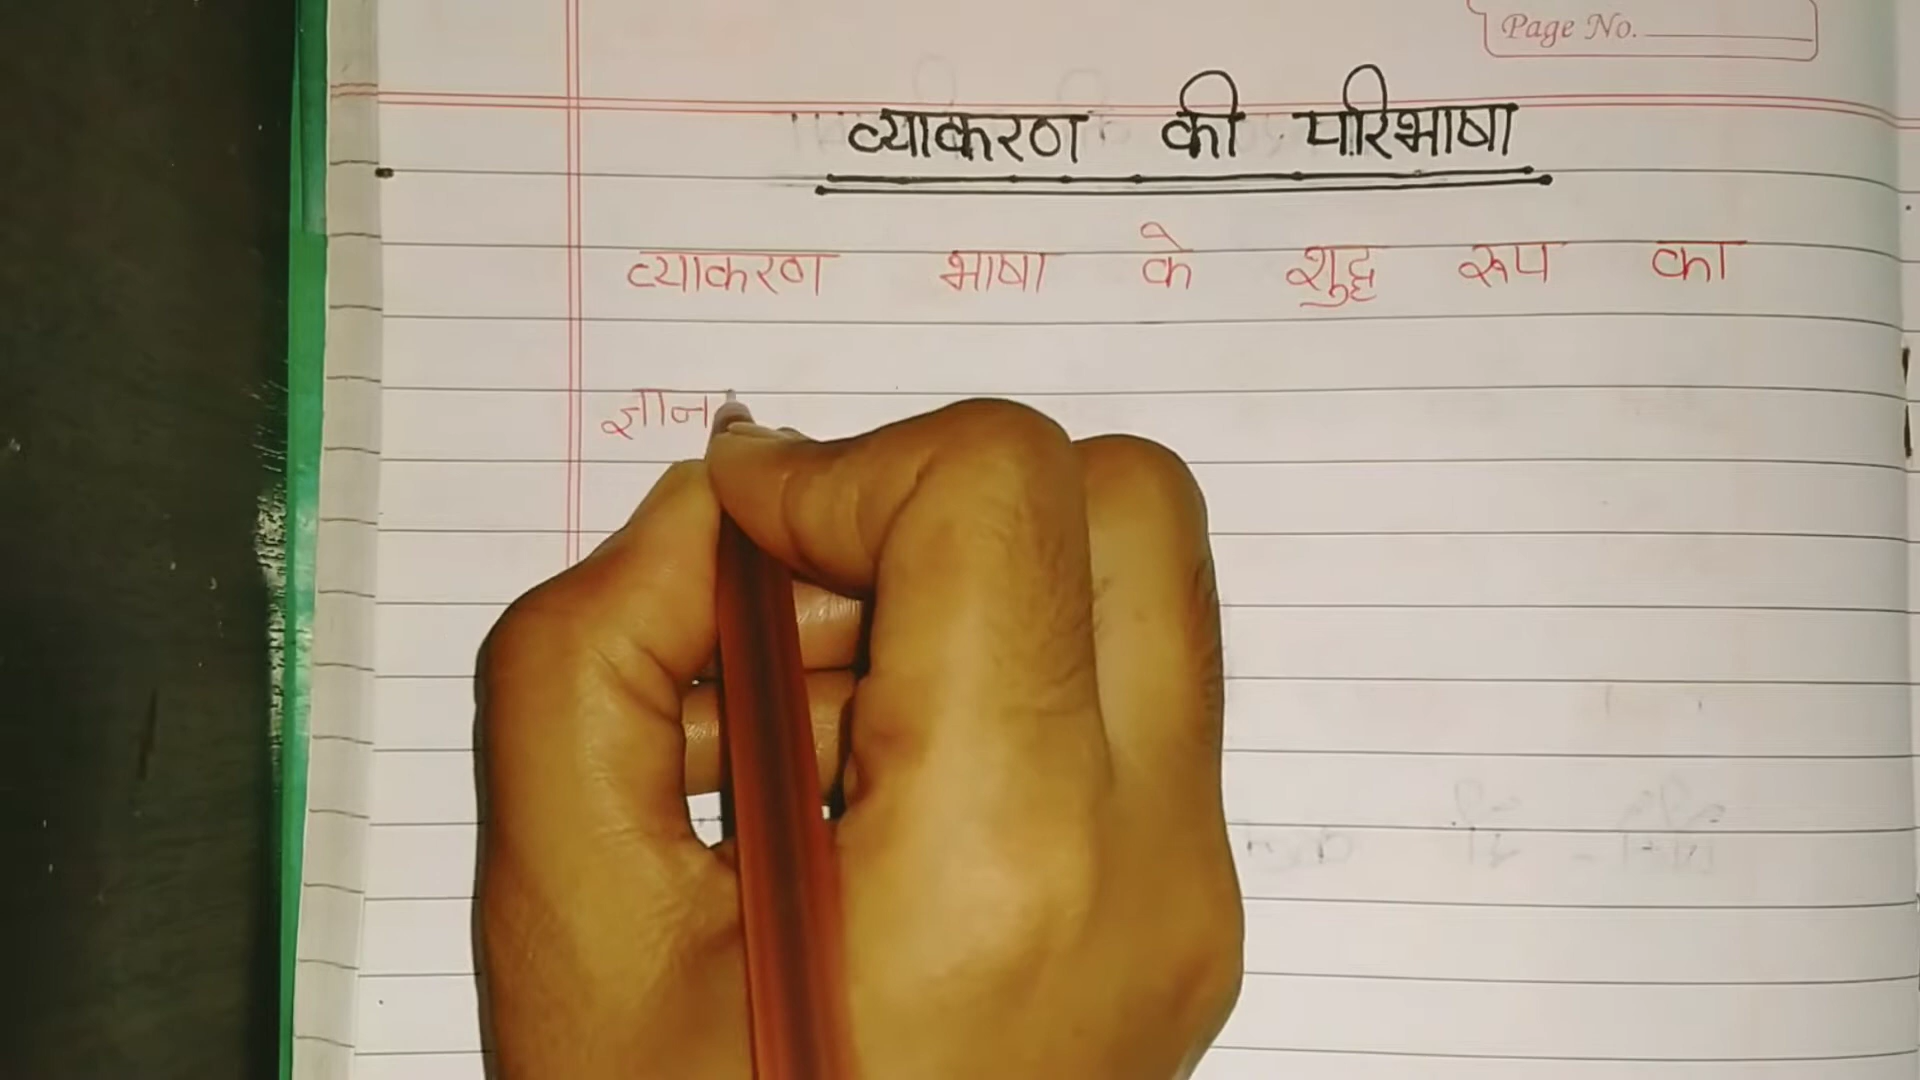 Page No.
व्याकरण की परिभाषा
व्याकरण भाषा के शुद्ध रूप का
ज्ञान